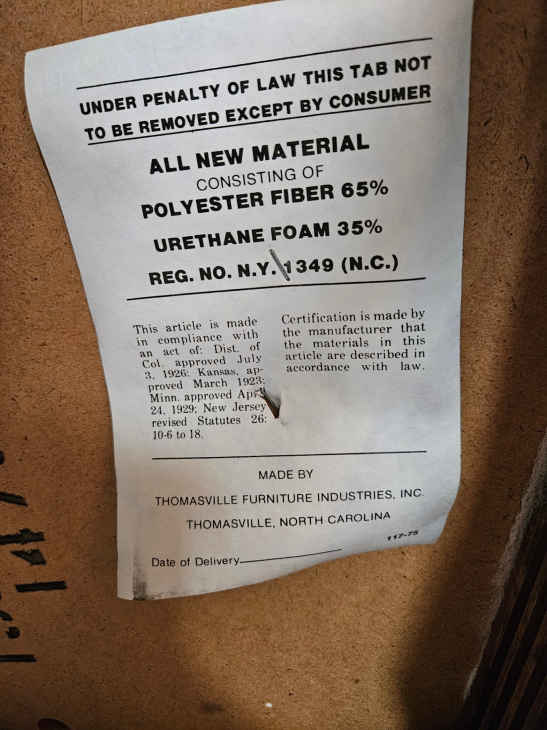 UNDER PENALTY OF LAW THIS TAB NOT
TO BE REMOVED EXCEPT BY CONSUMER
ALL NEW MATERIAL
CONSISTING OF
POLYESTER FIBER 65%
URETHANE FOAM 35%
REG. NO. N.Y. 1349 (N.C.)
This article is made
in compliance with
an act of: Dist. of
Col. approved July
3, 1926; Kansas, ap-
proved March 1923;
Minn. approved April
24, 1929; New Jersey
revised Statutes 26:
10-6 to 18.
Certification is made by
the manufacturer that
the materials in this
article are described in
accordance with law.
MADE BY
THOMASVILLE FURNITURE INDUSTRIES, INC.
THOMASVILLE, NORTH CAROLINA
117-75
Date of Delivery